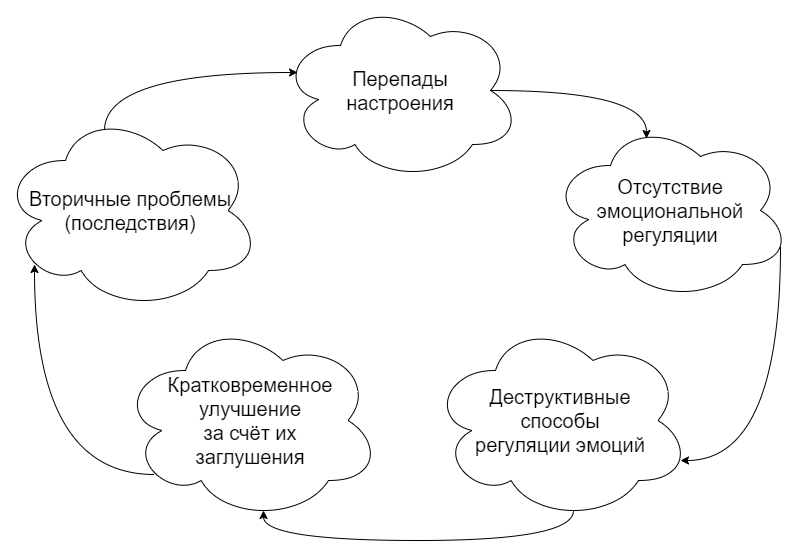 Перепады
настроения
Отсутствие
эмоциональной
регуляции
Деструктивные
способы
регуляции эмоций
Кратковременное
улучшение
за счёт их
заглушения
Вторичные проблемы
(последствия)